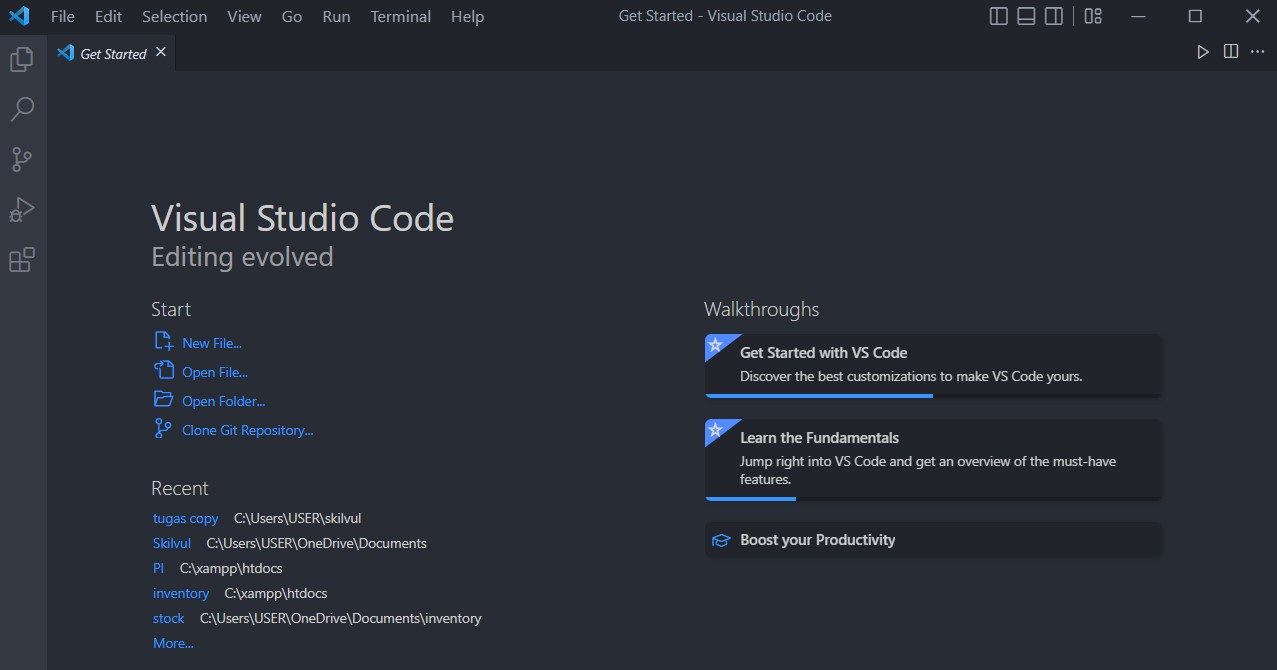 File Edit Selection View Go Run Terminal Help Get Started - Visual Studio Code
Get Started
Visual Studio Code
Editing evolved
Start
New File...
Open File...
Open Folder...
Clone Git Repository...
Recent
tugas copy C:\Users\USER\skilvul
Skilvul C:\Users\USER\OneDrive\Documents
PI C:\xampp\htdocs
inventory C:\xampp\htdocs
stock C:\Users\USER\OneDrive\Documents\inventory
More...
Walkthroughs
Get Started with VS Code
Discover the best customizations to make VS Code yours.
Learn the Fundamentals
Jump right into VS Code and get an overview of the must-have
features.
Boost your Productivity